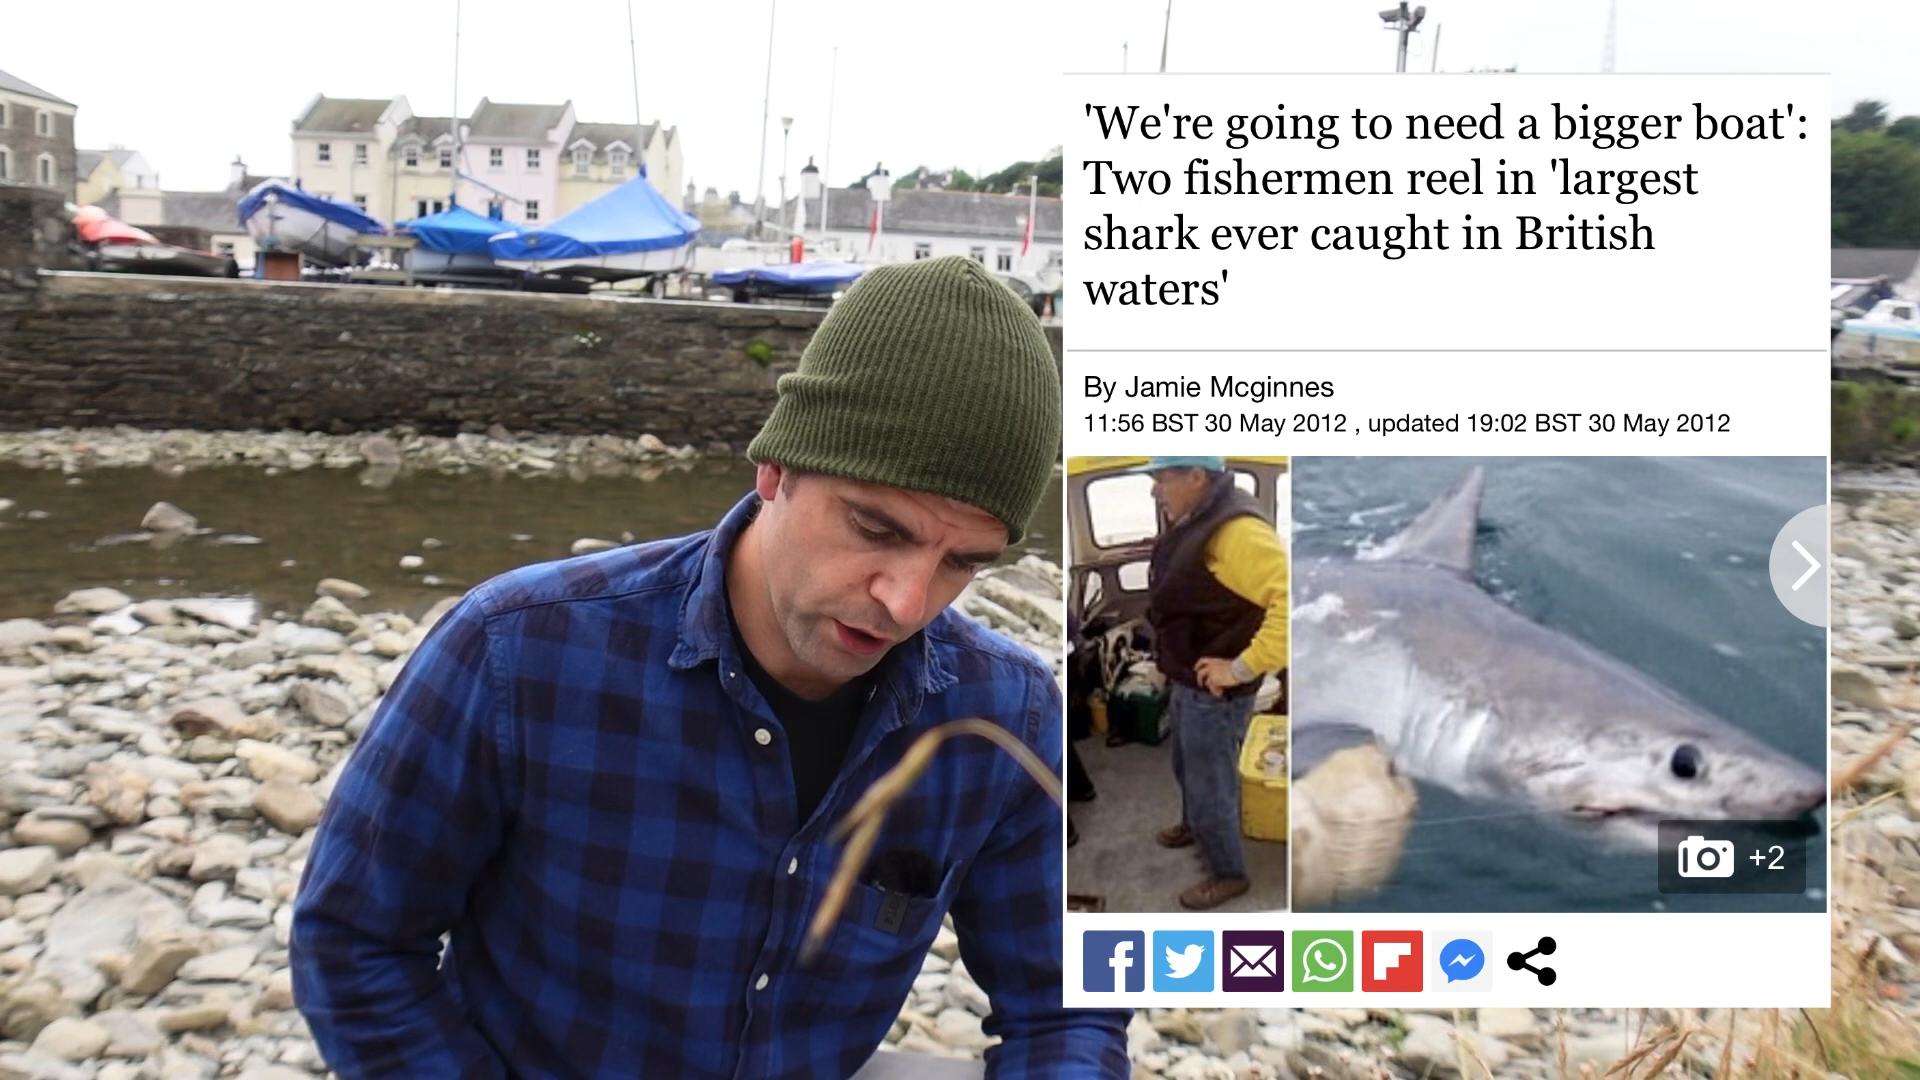 'We're going to need a bigger boat':
Two fishermen reel in 'largest
shark ever caught in British
waters'
By Jamie Mcginnes
11:56 BST 30 May 2012 , updated 19:02 BST 30 May 2012
+2